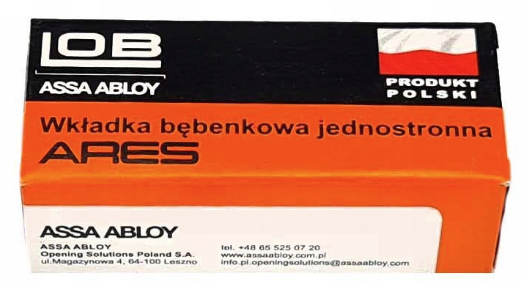 LOB
ASSA ABLOY
PRODUKT
POLSKI
Wkładka bębenkowa jednostronna
ARES
ASSA ABLOY
ASSA ABLOY
Opening Solutions Poland S.A.
ul.Magazynowa 4, 64-100 Leszno
tel. +48 65 525 07 20
www.assaabloy.com.pl
info.pl.openingsolutions@assaabloy.com